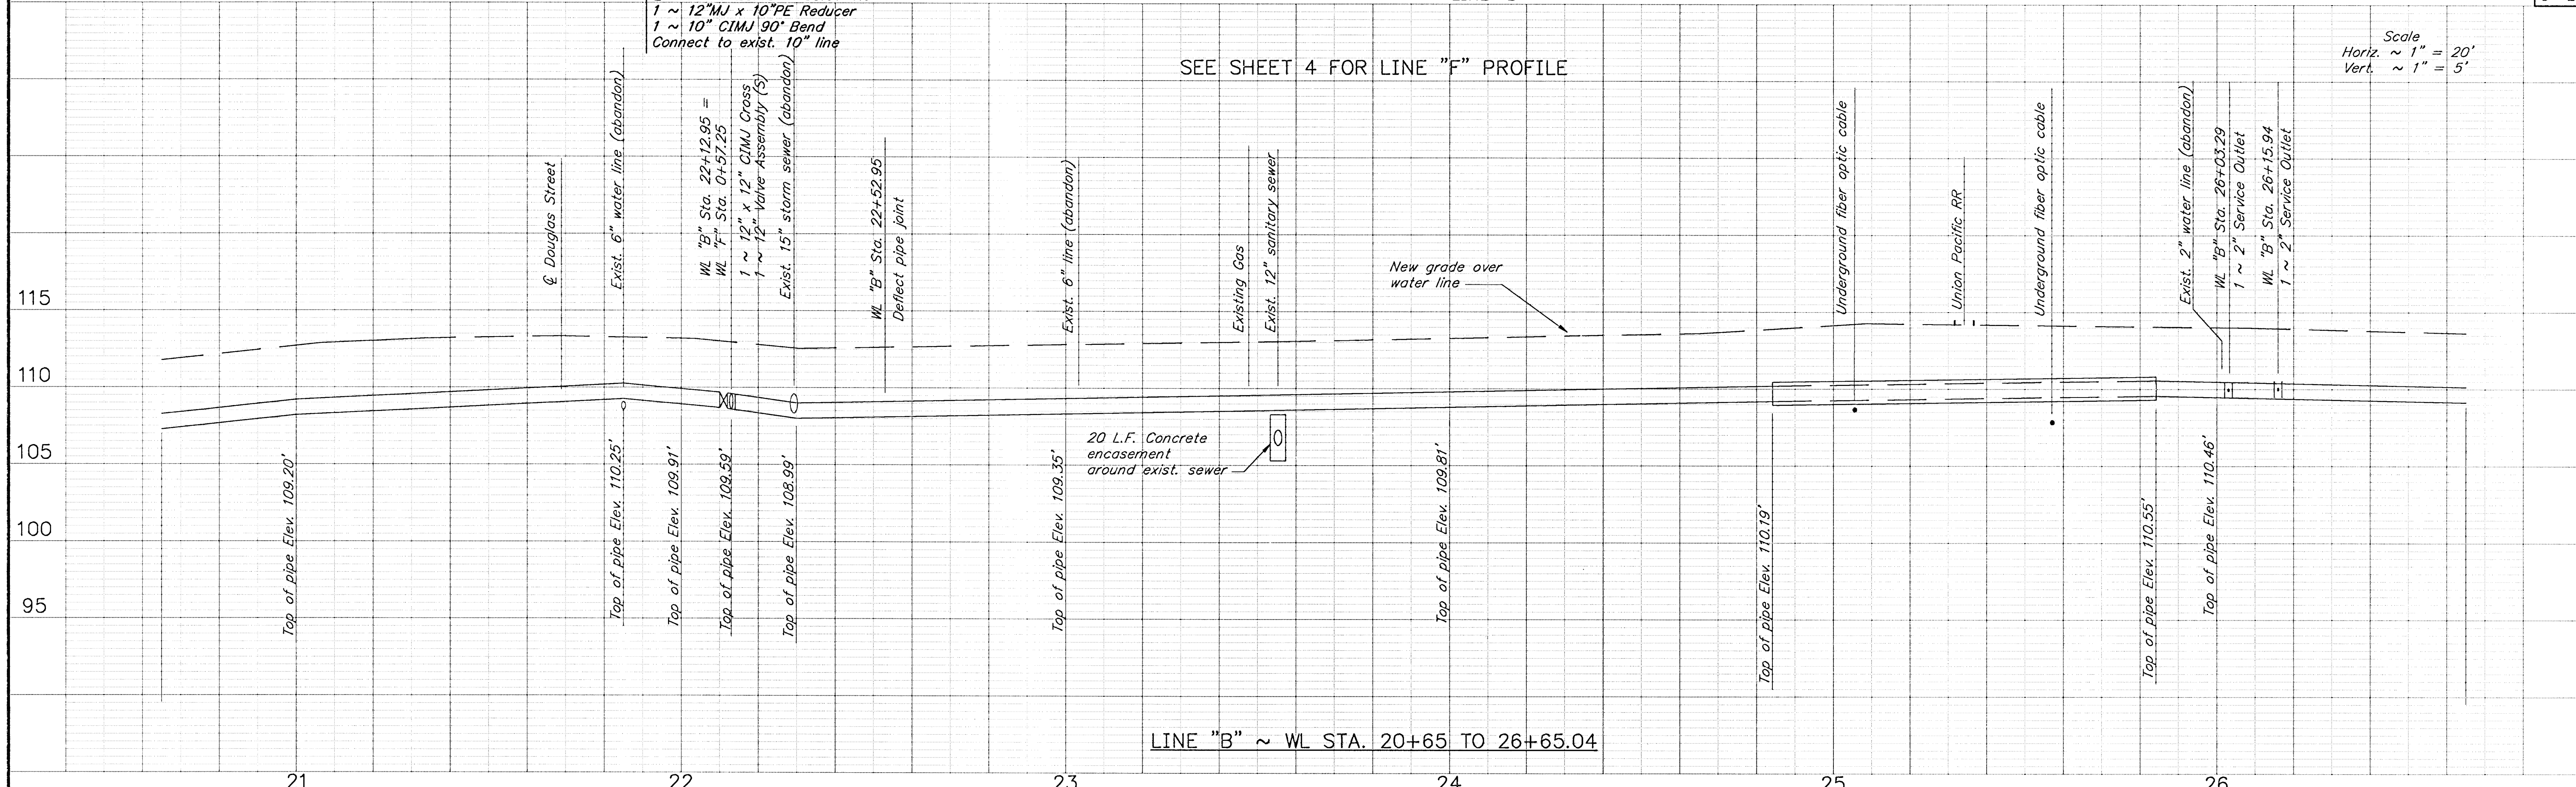 1 ~ 12"MJ x 10"PE Reducer
1 ~ 10" CIMJ 90° Bend
Connect to exist. 10" line
SEE SHEET 4 FOR LINE "F" PROFILE
Scale
Horiz. ~ 1" = 20'
Vert. ~ 1" = 5'
℄ Douglas Street
Exist. 6" water line (abandon)
WL "B" Sta. 22+12.95 =
WL "F" Sta. 0+57.25
1 ~ 12" x 12" CIMJ Cross
1 ~ 12" Valve Assembly (S)
Exist. 15" storm sewer (abandon)
WL "B" Sta. 22+52.95
Deflect pipe joint
Exist. 6" line (abandon)
Existing Gas
Exist. 12" sanitary sewer
New grade over
water line
Underground fiber optic cable
Union Pacific RR
Underground fiber optic cable
Exist. 2" water line (abandon)
WL "B" Sta. 26+03.29
1 ~ 2" Service Outlet
WL "B" Sta. 26+15.94
1 ~ 2" Service Outlet
115
110
105
100
95
20 L.F. Concrete
encasement
around exist. sewer
Top of pipe Elev. 109.20'
Top of pipe Elev. 110.25'
Top of pipe Elev. 109.91'
Top of pipe Elev. 109.59'
Top of pipe Elev. 108.99'
Top of pipe Elev. 109.35'
Top of pipe Elev. 109.81'
Top of pipe Elev. 110.19'
Top of pipe Elev. 110.55'
Top of pipe Elev. 110.46'
LINE "B" ~ WL STA. 20+65 TO 26+65.04
21
22
23
24
25
26